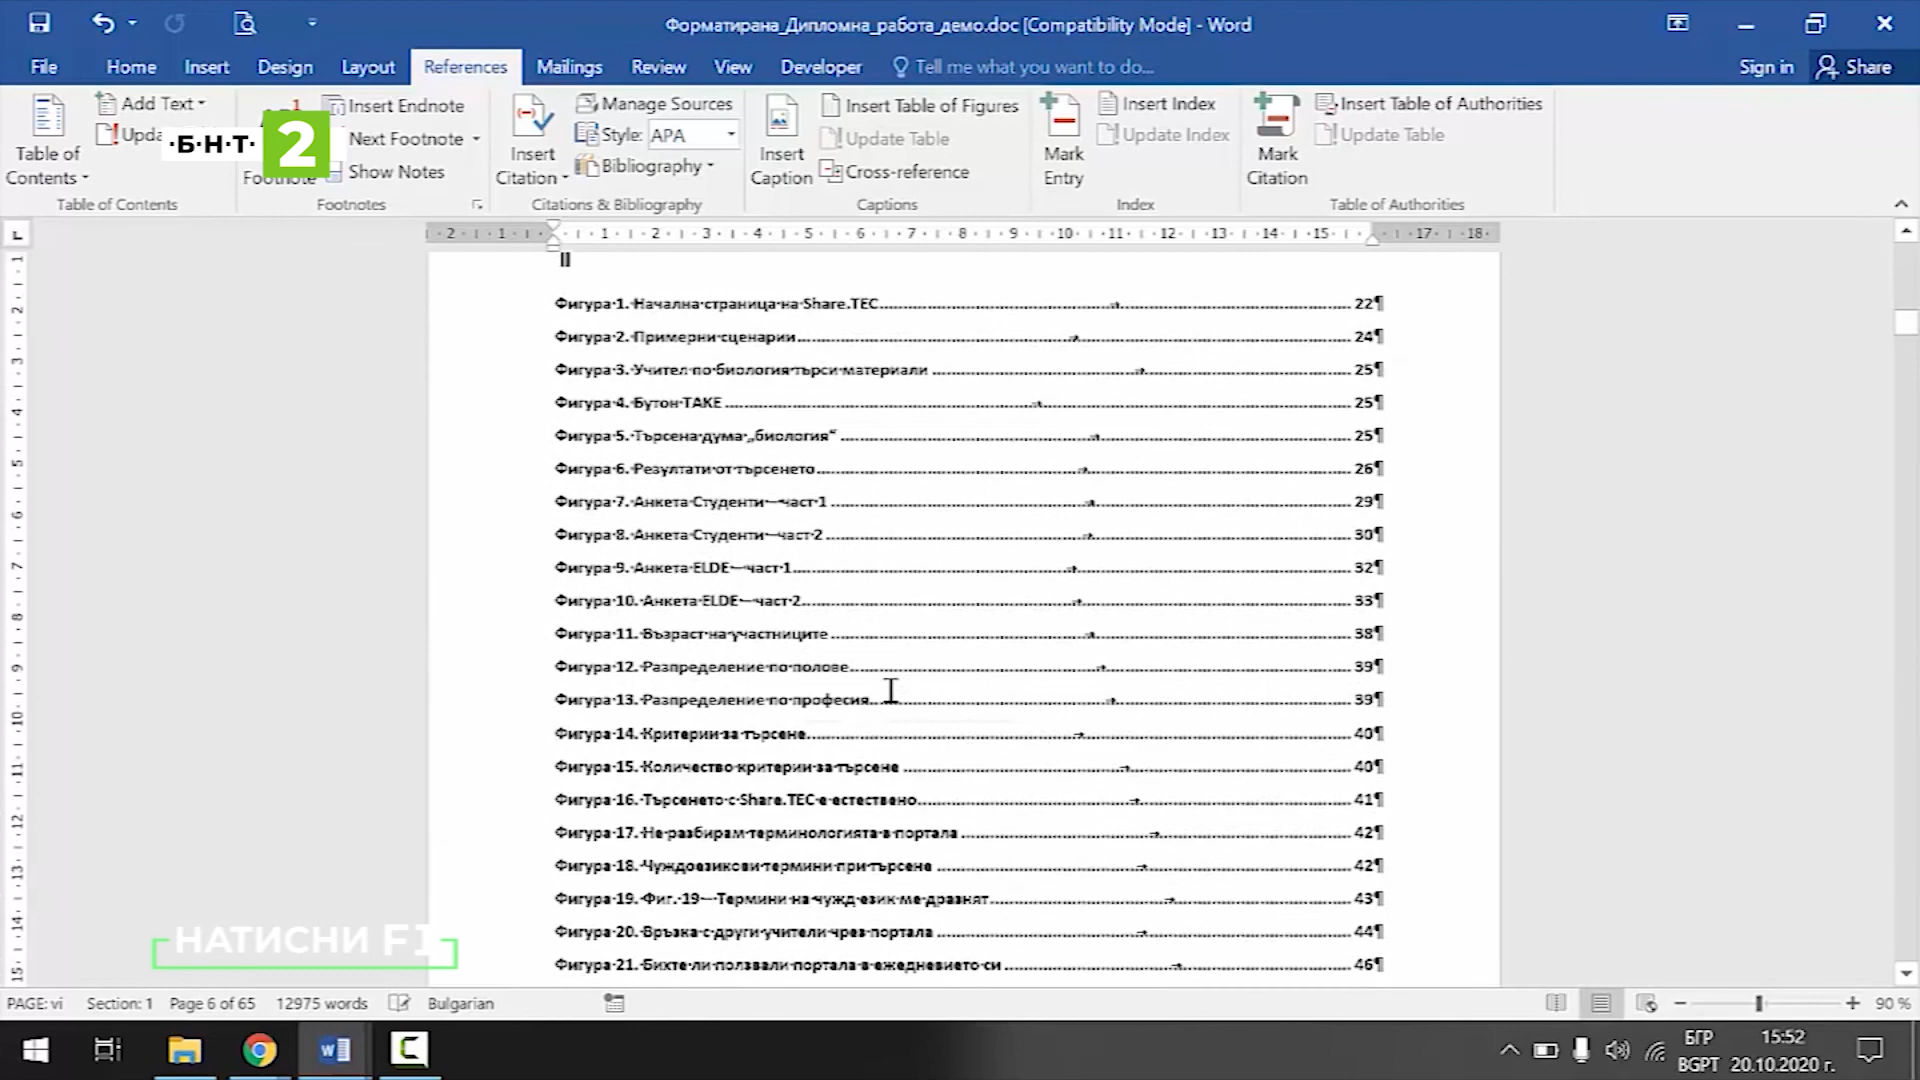 Форматирана_Дипломна_работа_демо.doc [Compatibility Mode] - Word
File Home Insert Design Layout References Mailings Review View Developer Tell me what you want to do... Sign in Share
Table of Contents
Add Text
Table of Contents
Insert Endnote
Next Footnote
Show Notes
Footnotes
Insert Citation
Manage Sources
Style: APA
Bibliography
Citations & Bibliography
Insert Caption
Insert Table of Figures
Update Table
Cross-reference
Captions
Mark Entry
Insert Index
Update Index
Index
Mark Citation
Insert Table of Authorities
Update Table
Table of Authorities
·Б·Н·Т· 2
Фигура 1. Начална страница на Share.TEC 22¶
Фигура 2. Примерни сценарии 24¶
Фигура 3. Учител по биология търси материали 25¶
Фигура 4. Бутон TAKE 25¶
Фигура 5. Търсена дума „биология“ 25¶
Фигура 6. Резултати от търсенето 26¶
Фигура 7. Анкета Студенти – част 1 29¶
Фигура 8. Анкета Студенти – част 2 30¶
Фигура 9. Анкета ELDE – част 1 32¶
Фигура 10. Анкета ELDE – част 2 33¶
Фигура 11. Възраст на участниците 38¶
Фигура 12. Разпределение по полове 39¶
Фигура 13. Разпределение по професия 39¶
Фигура 14. Критерии за търсене 40¶
Фигура 15. Количество критерии за търсене 40¶
Фигура 16. Търсенето с Share.TEC е естествено 41¶
Фигура 17. Не разбирам терминологията в портала 42¶
Фигура 18. Чуждоезикови термини при търсене 42¶
Фигура 19. Фиг. 19 – Термини на чужд език ме дразнят 43¶
Фигура 20. Връзка с други учители чрез портала 44¶
Фигура 21. Бихте ли ползвали портала в ежедневието си 46¶
НАТИСНИ F1
PAGE: vi Section: 1 Page 6 of 65 12975 words Bulgarian 90 %
БГР 15:52
BGPT 20.10.2020 г.